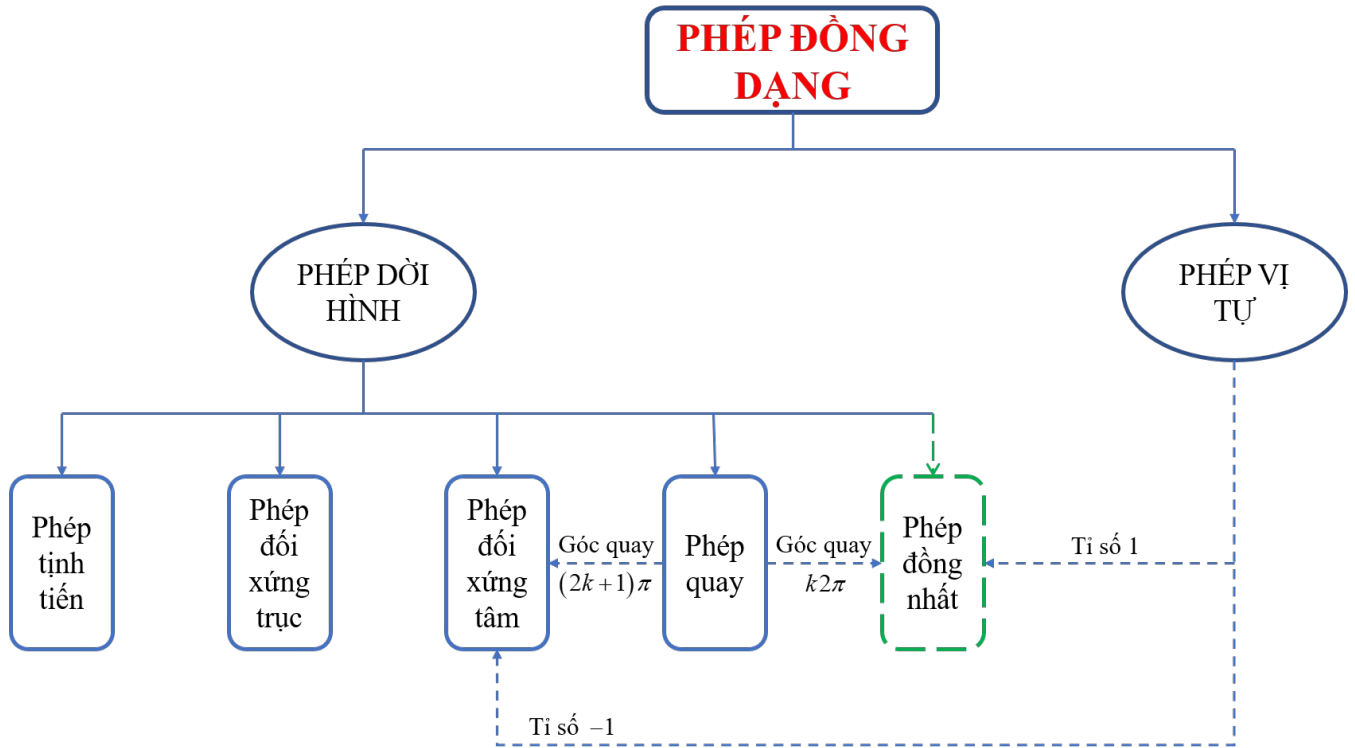 PHÉP ĐỒNG
DẠNG
PHÉP DỜI
HÌNH
PHÉP VỊ
TỰ
Phép
tịnh
tiến
Phép
đối
xứng
trục
Phép
đối
xứng
tâm
Góc quay
(2k+1)π
Phép
quay
Góc quay
k2π
Phép
đồng
nhất
Tỉ số 1
Tỉ số –1